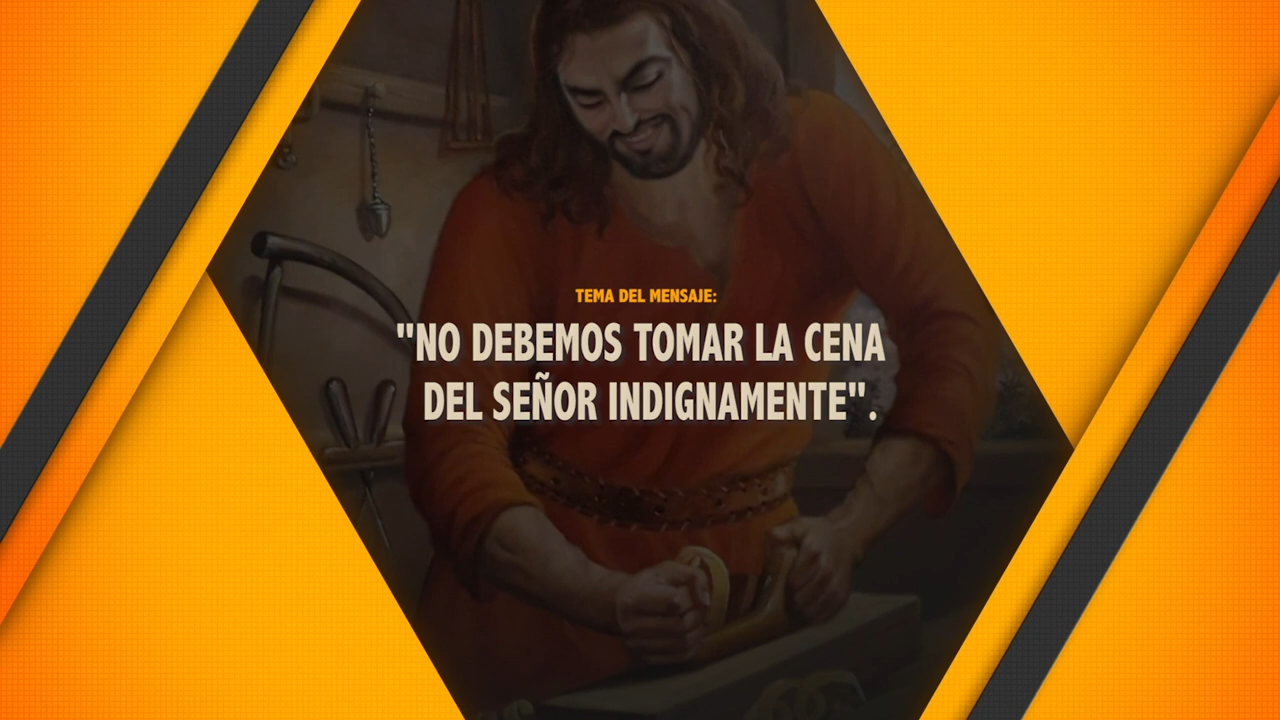 TEMA DEL MENSAJE:
"NO DEBEMOS TOMAR LA CENA
DEL SEÑOR INDIGNAMENTE".